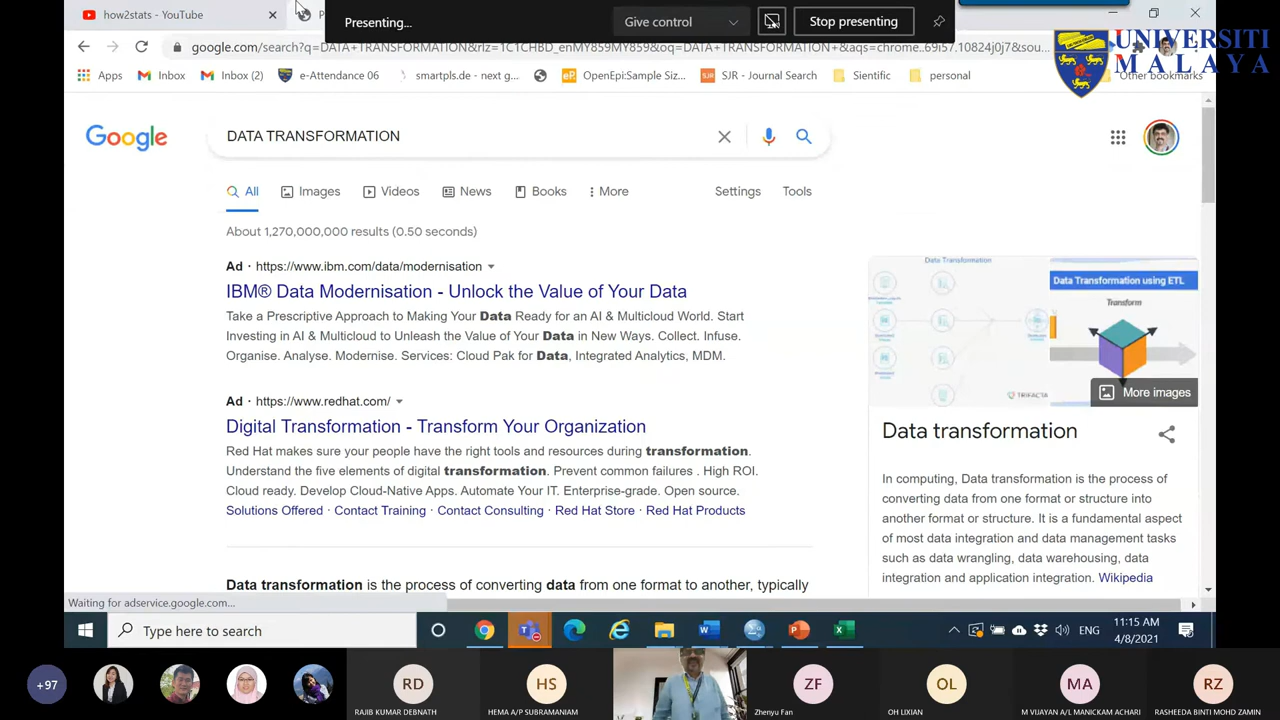 how2stats - YouTube
Presenting...
Give control
Stop presenting
google.com/search?q=DATA+TRANSFORMATION&rlz=1C1CHBD_enMY859MY859&oq=DATA+TRANSFORMATION+&aqs=chrome..69i57.10824j0j7&sou...
UNIVERSITI
MALAYA
Apps
Inbox
Inbox (2)
e-Attendance 06
smartpls.de - next g...
OpenEpi:Sample Siz...
SJR - Journal Search
Sientific
personal
Other bookmarks
Google
DATA TRANSFORMATION
All
Images
Videos
News
Books
More
Settings
Tools
About 1,270,000,000 results (0.50 seconds)
Ad · https://www.ibm.com/data/modernisation
IBM® Data Modernisation - Unlock the Value of Your Data
Take a Prescriptive Approach to Making Your Data Ready for an AI & Multicloud World. Start
Investing in AI & Multicloud to Unleash the Value of Your Data in New Ways. Collect. Infuse.
Organise. Analyse. Modernise. Services: Cloud Pak for Data, Integrated Analytics, MDM.
Ad · https://www.redhat.com/
Digital Transformation - Transform Your Organization
Red Hat makes sure your people have the right tools and resources during transformation.
Understand the five elements of digital transformation. Prevent common failures . High ROI.
Cloud ready. Develop Cloud-Native Apps. Automate Your IT. Enterprise-grade. Open source.
Solutions Offered · Contact Training · Contact Consulting · Red Hat Store · Red Hat Products
Data transformation is the process of converting data from one format to another, typically
Data Transformation
Data Transformation using ETL
Transform
TRIFACTA
More images
Data transformation
In computing, Data transformation is the process of
converting data from one format or structure into
another format or structure. It is a fundamental aspect
of most data integration and data management tasks
such as data wrangling, data warehousing, data
integration and application integration. Wikipedia
Waiting for adservice.google.com...
Type here to search
ENG
11:15 AM
4/8/2021
+97
RD
RAJIB KUMAR DEBNATH
HS
HEMA A/P SUBRAMANIAM
ZF
Zhenyu Fan
OL
OH LIXIAN
MA
M VIJAYAN A/L MANICKAM ACHARI
RZ
RASHEEDA BINTI MOHD ZAMIN